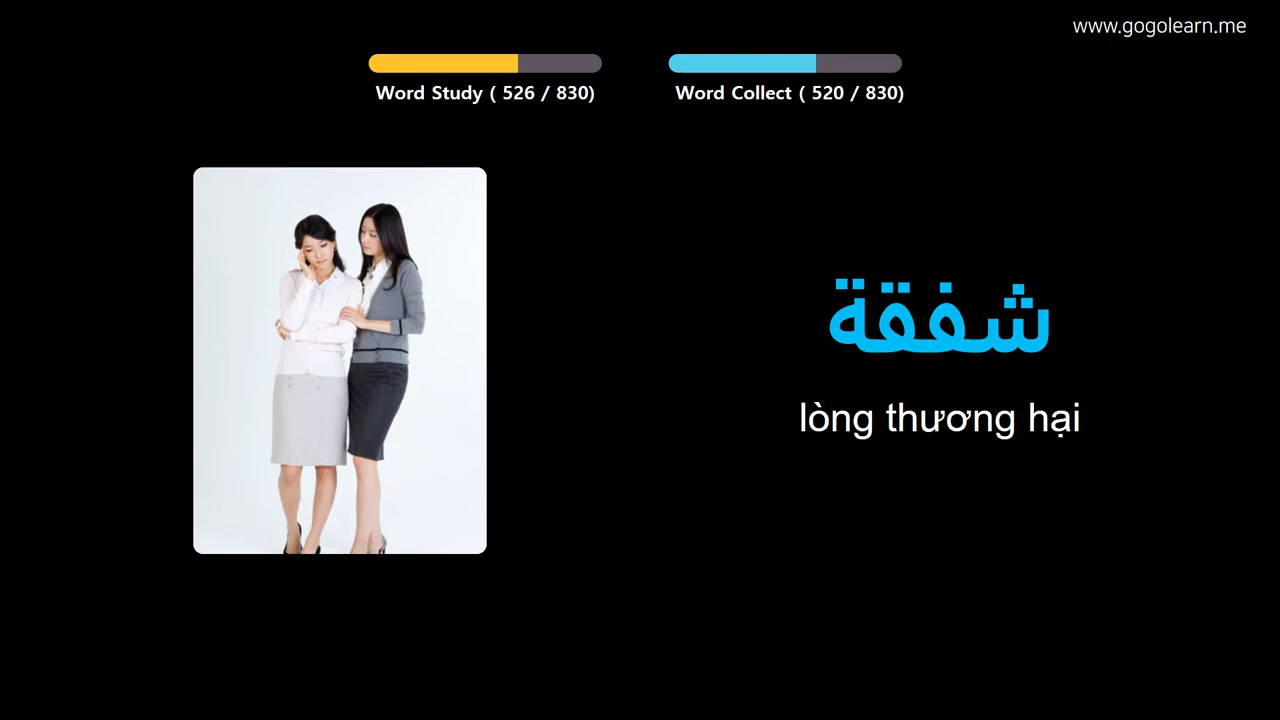 www.gogolearn.me
Word Study ( 526 / 830)
Word Collect ( 520 / 830)
شفقة
lòng thương hại